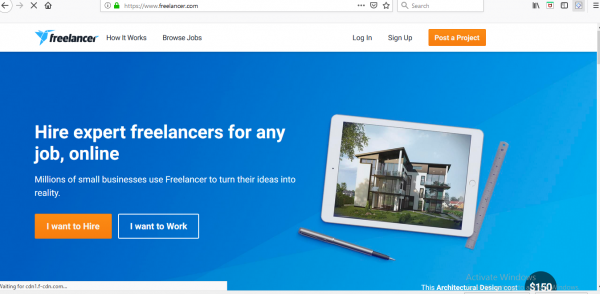 https://www.freelancer.com
Search
freelancer
How It Works
Browse Jobs
Log In
Sign Up
Post a Project
Hire expert freelancers for any
job, online
Millions of small businesses use Freelancer to turn their ideas into
reality.
I want to Hire
I want to Work
Activate Windows
This Architectural Design cost
$150
Waiting for cdn1.f-cdn.com...